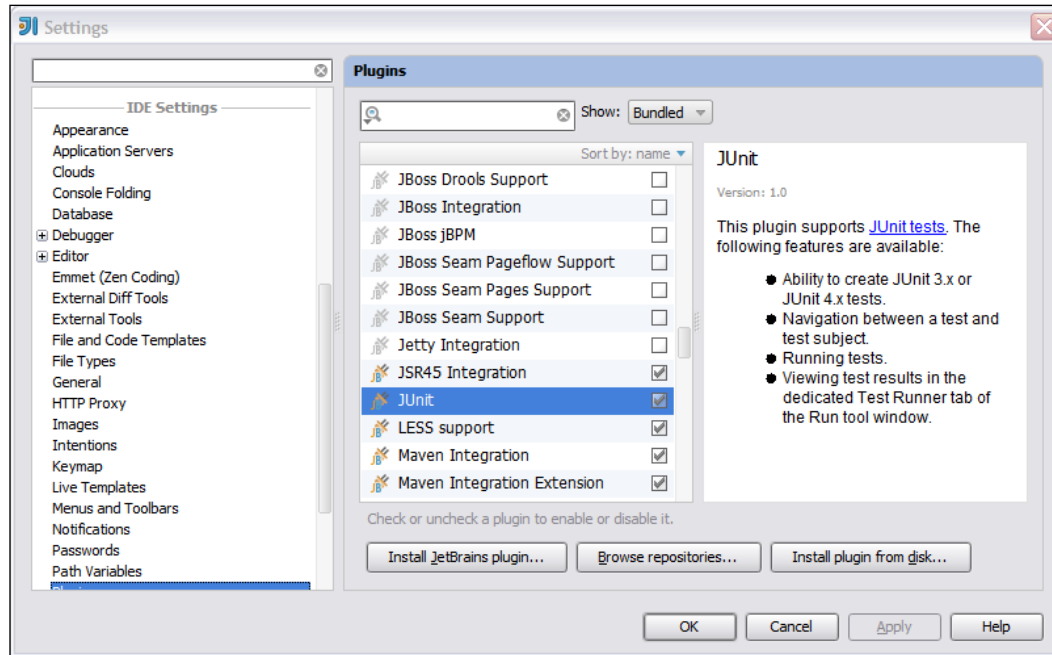 Settings
IDE Settings
Appearance
Application Servers
Clouds
Console Folding
Database
Debugger
Editor
Emmet (Zen Coding)
External Diff Tools
External Tools
File and Code Templates
File Types
General
HTTP Proxy
Images
Intentions
Keymap
Live Templates
Menus and Toolbars
Notifications
Passwords
Path Variables
Plugins
Show: Bundled
Sort by: name
JBoss Drools Support
JBoss Integration
JBoss jBPM
JBoss Seam Pageflow Support
JBoss Seam Pages Support
JBoss Seam Support
Jetty Integration
JSR45 Integration
JUnit
LESS support
Maven Integration
Maven Integration Extension
Check or uncheck a plugin to enable or disable it.
Install JetBrains plugin... Browse repositories... Install plugin from disk...
JUnit
Version: 1.0
This plugin supports JUnit tests. The
following features are available:
Ability to create JUnit 3.x or
JUnit 4.x tests.
Navigation between a test and
test subject.
Running tests.
Viewing test results in the
dedicated Test Runner tab of
the Run tool window.
OK Cancel Apply Help